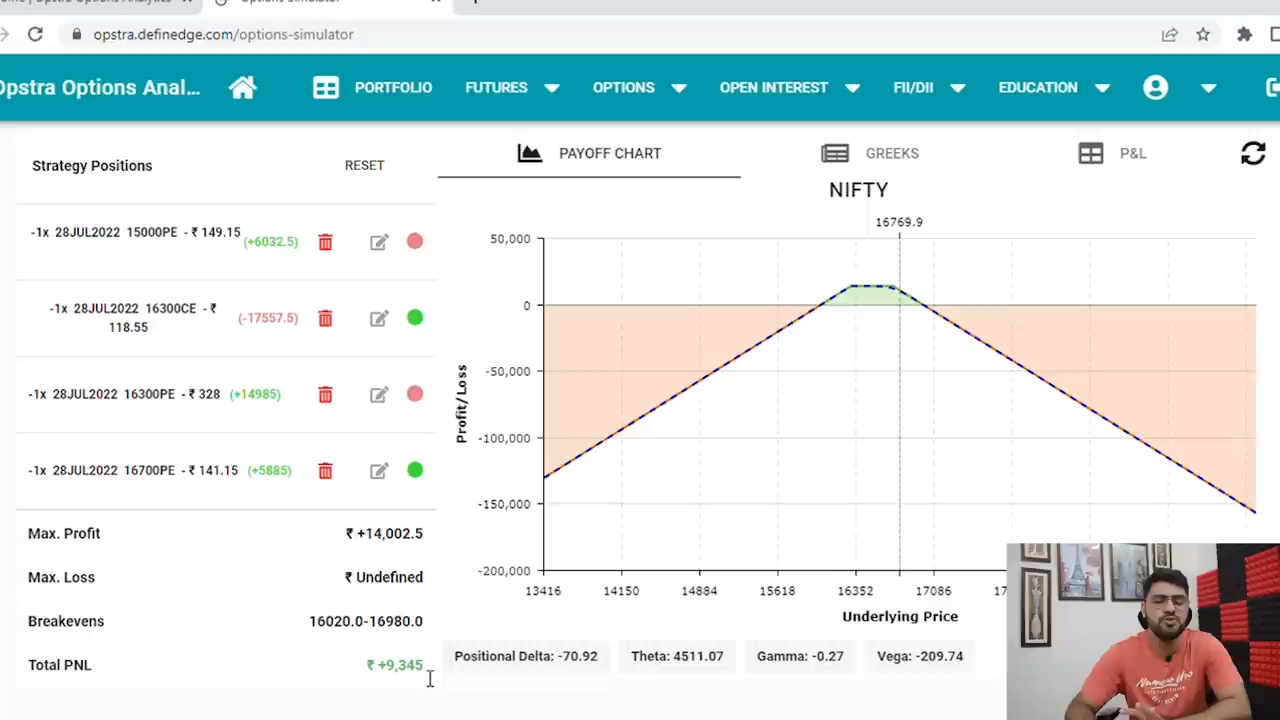 opstra.definedge.com/options-simulator
Opstra Options Anal...
PORTFOLIO
FUTURES
OPTIONS
OPEN INTEREST
FII/DII
EDUCATION
Strategy Positions
RESET
-1x 28JUL2022 15000PE - ₹ 149.15 (+6032.5)
-1x 28JUL2022 16300CE - ₹
118.55 (-17557.5)
-1x 28JUL2022 16300PE - ₹ 328 (+14985)
-1x 28JUL2022 16700PE - ₹ 141.15 (+5885)
Max. Profit ₹ +14,002.5
Max. Loss ₹ Undefined
Breakevens 16020.0-16980.0
Total PNL ₹ +9,345
PAYOFF CHART
GREEKS
P&L
NIFTY
16769.9
50,000
0
-50,000
-100,000
-150,000
-200,000
Profit/Loss
13416 14150 14884 15618 16352 17086
Underlying Price
Positional Delta: -70.92
Theta: 4511.07
Gamma: -0.27
Vega: -209.74